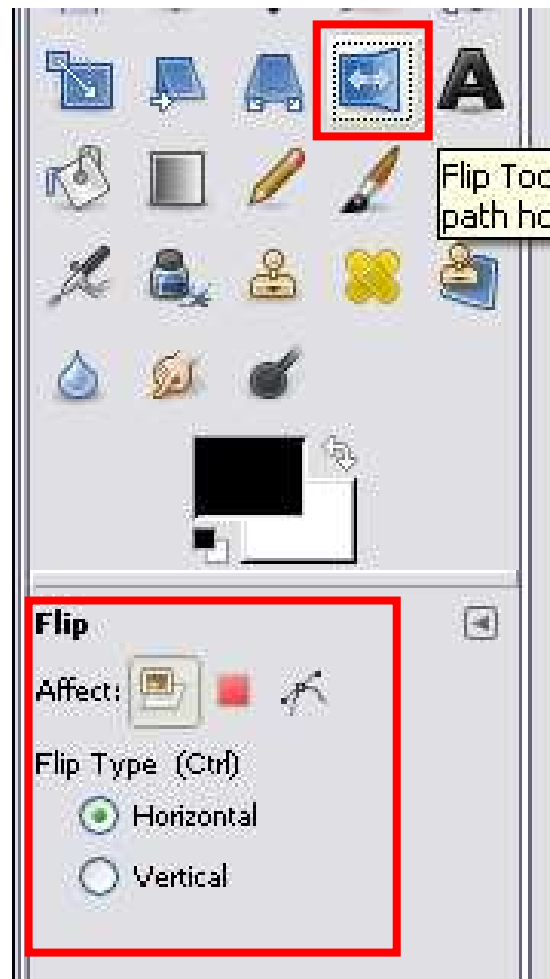 Flip Too
path ho
Flip
Affect:
Flip Type (Ctrl)
Horizontal
Vertical